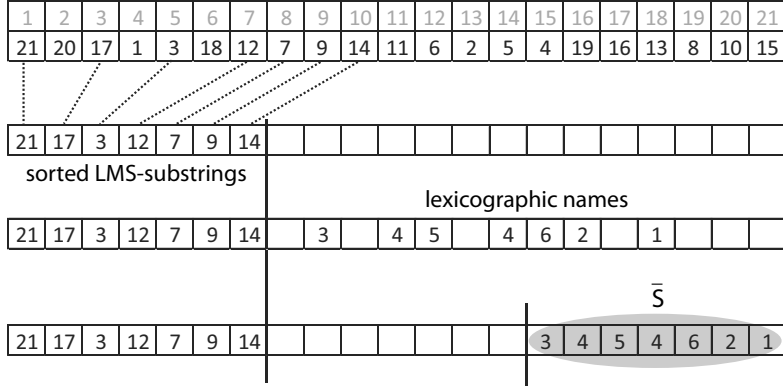 1 2 3 4 5 6 7 8 9 10 11 12 13 14 15 16 17 18 19 20 21
21 20 17 1 3 18 12 7 9 14 11 6 2 5 4 19 16 13 8 10 15
21 17 3 12 7 9 14
sorted LMS-substrings
lexicographic names
21 17 3 12 7 9 14 3 4 5 4 6 2 1
S̄
21 17 3 12 7 9 14 3 4 5 4 6 2 1